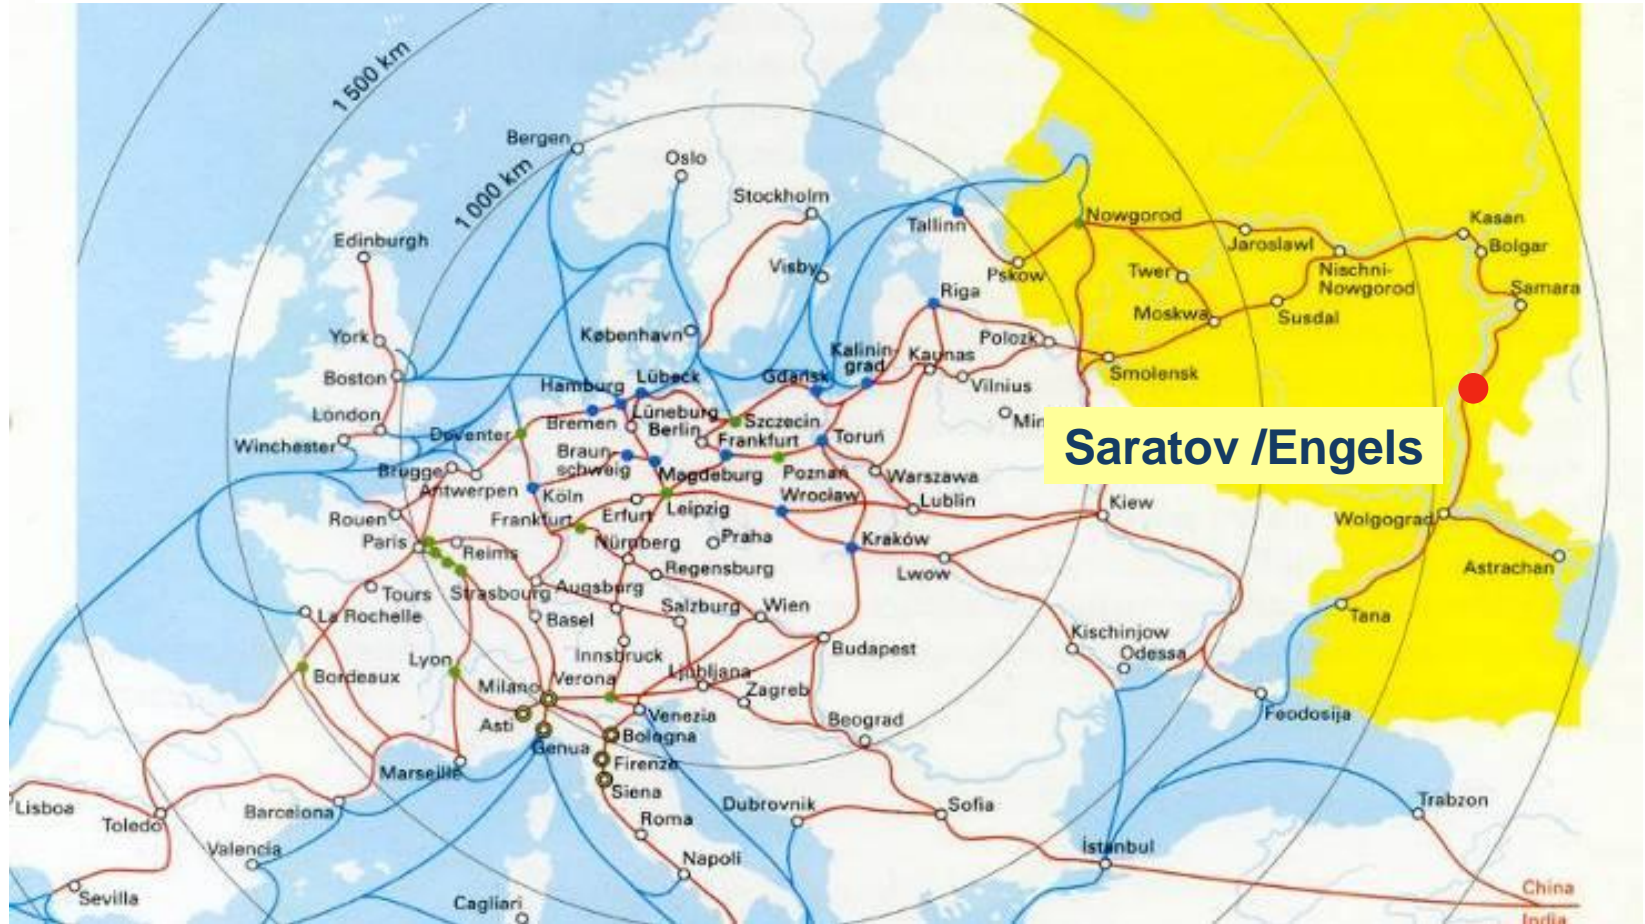 1 500 km
Bergen
1 000 km
Oslo
Stockholm
Edinburgh
Tallinn
Nowgorod
Kasan
Jaroslawl
Bolgar
Visby
Pskow
Twer
Nischni-
Nowgorod
Samara
Riga
Moskwa
Susdal
York
København
Polozk
Kalinin-
grad
Kaunas
Smolensk
Boston
Hamburg
Lübeck
Gdańsk
Vilnius
London
Bremen
Lüneburg
Szczecin
Min
Winchester
Deventer
Berlin
Frankfurt
Toruń
Saratov /Engels
Braun-
schweig
Brügge
Antwerpen
Magdeburg
Poznań
Warszawa
Köln
Wrocław
Lublin
Kiew
Rouen
Frankfurt
Erfurt
Leipzig
Wolgograd
Paris
Reims
Nürnberg
Praha
Kraków
Lwow
Astrachan
Regensburg
Tours
Strasbourg
Augsburg
Salzburg
Wien
La Rochelle
Basel
Tana
Kischinjow
Odessa
Budapest
Innsbruck
Lyon
Ljubljana
Bordeaux
Milano
Verona
Zagreb
Asti
Venezia
Beograd
Feodosija
Genua
Bologna
Firenze
Marseille
Siena
Lisboa
Toledo
Barcelona
Roma
Dubrovnik
Sofia
Trabzon
Valencia
Napoli
İstanbul
Sevilla
Cagliari
China
India